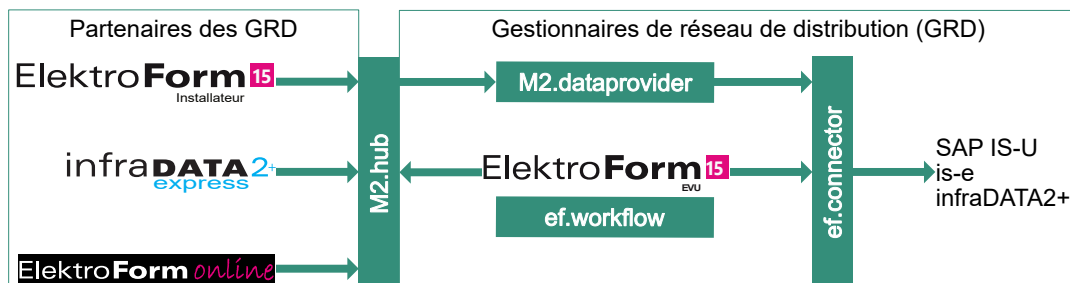 Partenaires des GRD
Gestionnaires de réseau de distribution (GRD)
ElektroForm 15
Installateur
infraDATA 2+
express
ElektroForm online
M2.hub
M2.dataprovider
ElektroForm 15
EVU
ef.workflow
ef.connector
SAP IS-U
is-e
infraDATA2+